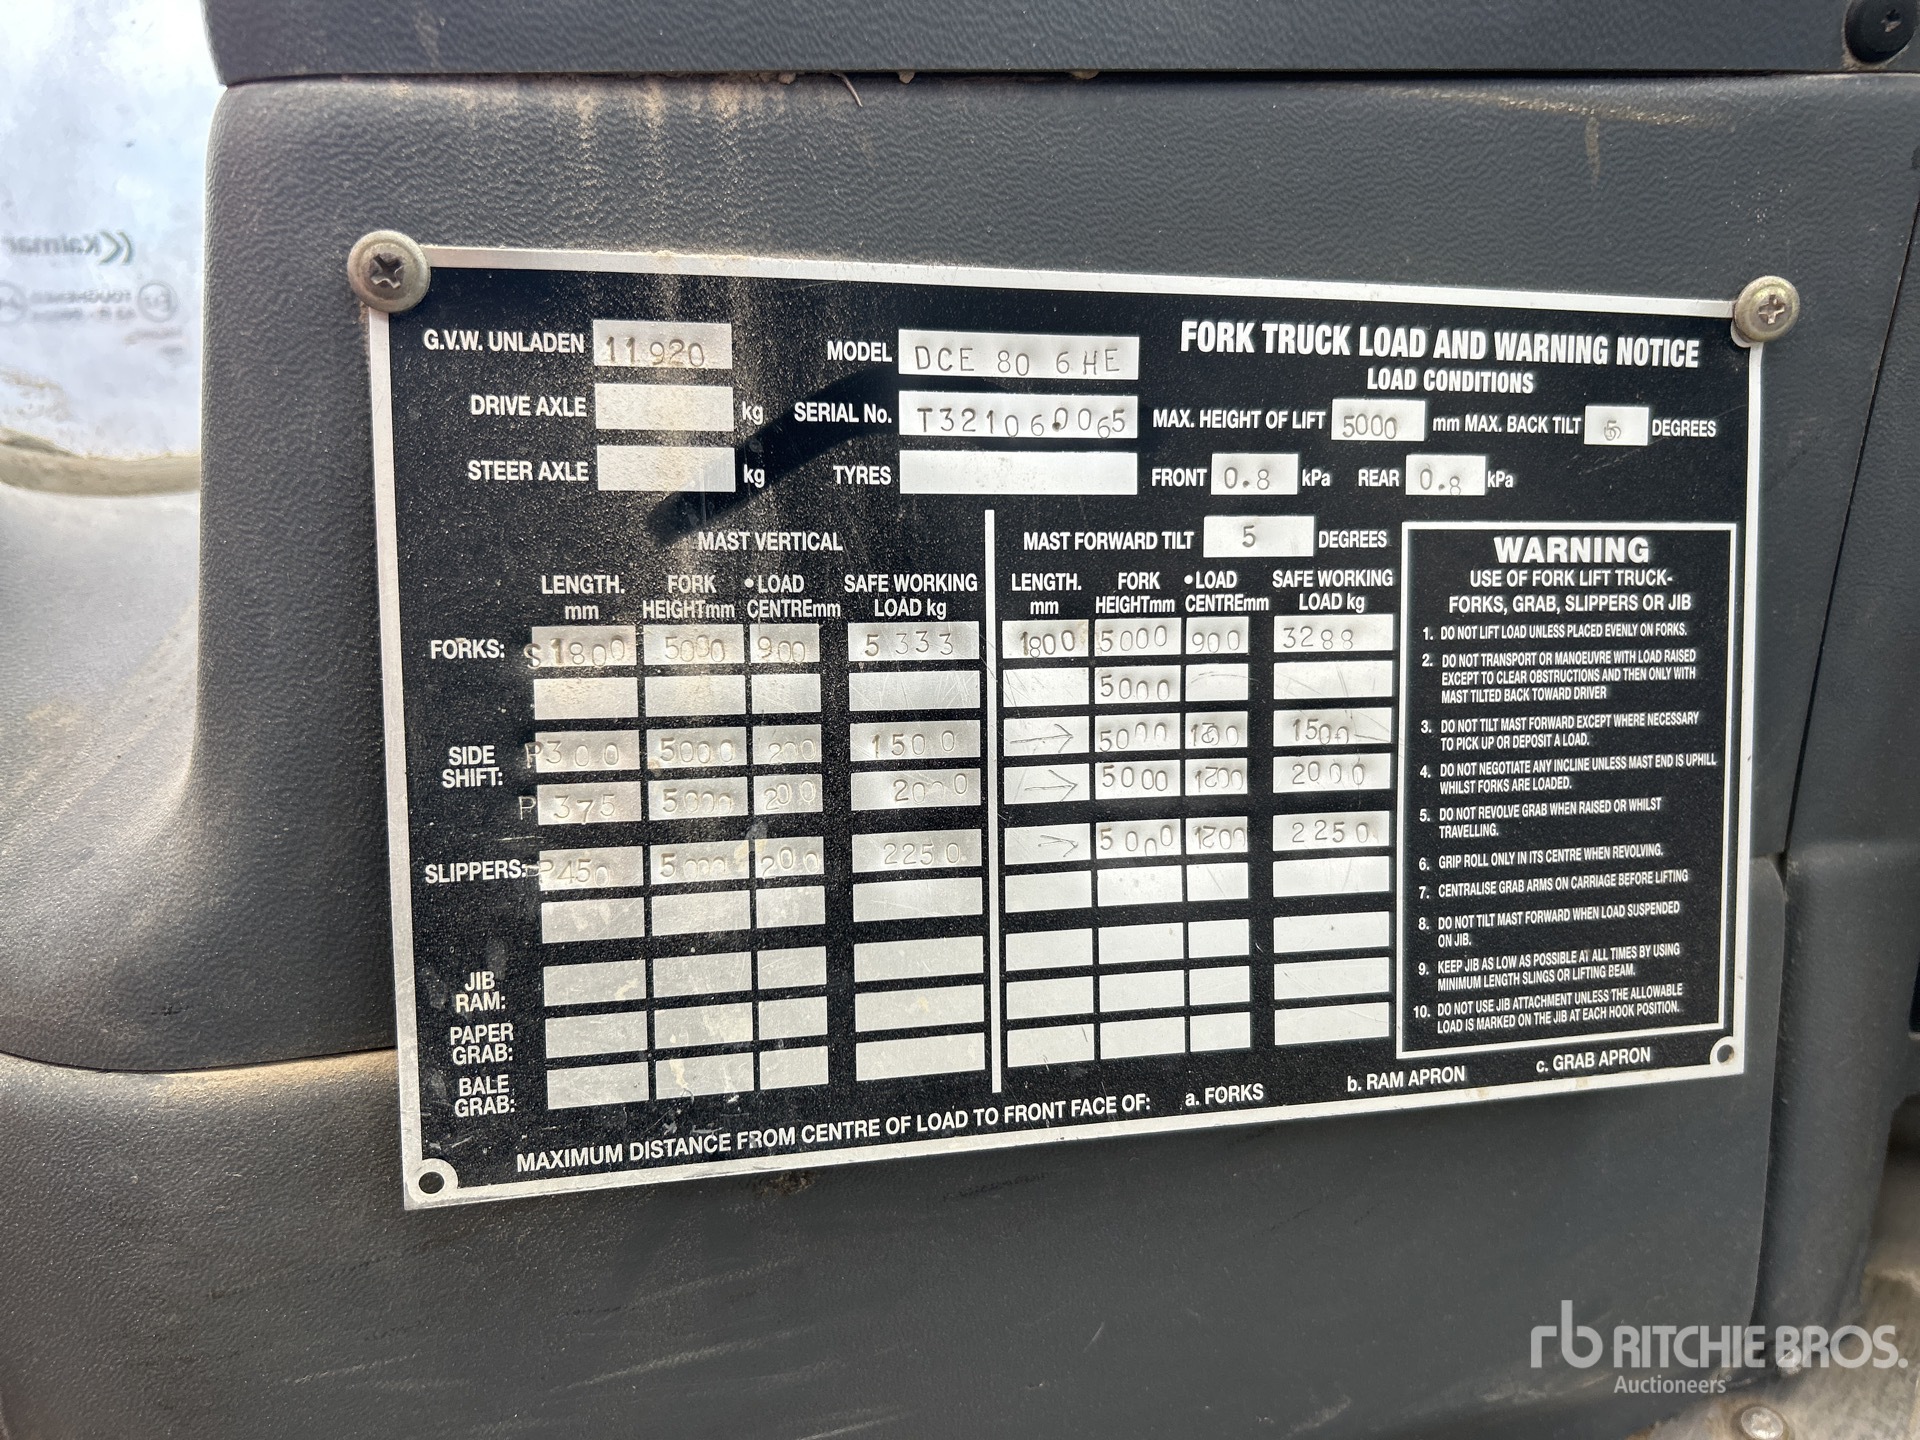 G.V.W. UNLADEN 11.920
DRIVE AXLE kg
STEER AXLE kg
MODEL DCE 80 6HE
SERIAL No. T321060065
TYRES
FORK TRUCK LOAD AND WARNING NOTICE
LOAD CONDITIONS
MAX. HEIGHT OF LIFT 5000 mm MAX. BACK TILT DEGREES
FRONT 0.8 kPa REAR 0.8 kPa
MAST VERTICAL
LENGTH. FORK •LOAD SAFE WORKING
mm HEIGHTmm CENTREmm LOAD kg
FORKS: S 1800 5000 900 5333
SIDE SHIFT: P300 5000 200 1500
P 375 5000 200 2000
SLIPPERS: P450 5000 200 2250
JIB
RAM:
PAPER
GRAB:
BALE
GRAB:
MAST FORWARD TILT 5 DEGREES
LENGTH. FORK •LOAD SAFE WORKING
mm HEIGHTmm CENTREmm LOAD kg
1800 5000 900 3288
5000
→ 5000 1500
→ 5000 2000
→ 5000 2250
WARNING
USE OF FORK LIFT TRUCK-
FORKS, GRAB, SLIPPERS OR JIB
1. DO NOT LIFT LOAD UNLESS PLACED EVENLY ON FORKS.
2. DO NOT TRANSPORT OR MANOEUVRE WITH LOAD RAISED
EXCEPT TO CLEAR OBSTRUCTIONS AND THEN ONLY WITH
MAST TILTED BACK TOWARD DRIVER
3. DO NOT TILT MAST FORWARD EXCEPT WHERE NECESSARY
TO PICK UP OR DEPOSIT A LOAD.
4. DO NOT NEGOTIATE ANY INCLINE UNLESS MAST END IS UPHILL
WHILST FORKS ARE LOADED.
5. DO NOT REVOLVE GRAB WHEN RAISED OR WHILST
TRAVELLING.
6. GRIP ROLL ONLY IN ITS CENTRE WHEN REVOLVING.
7. CENTRALISE GRAB ARMS ON CARRIAGE BEFORE LIFTING
8. DO NOT TILT MAST FORWARD WHEN LOAD SUSPENDED
ON JIB.
9. KEEP JIB AS LOW AS POSSIBLE AT ALL TIMES BY USING
MINIMUM LENGTH SLINGS OR LIFTING BEAM.
10. DO NOT USE JIB ATTACHMENT UNLESS THE ALLOWABLE
LOAD IS MARKED ON THE JIB AT EACH HOOK POSITION.
MAXIMUM DISTANCE FROM CENTRE OF LOAD TO FRONT FACE OF: a. FORKS b. RAM APRON c. GRAB APRON
Kalmar
TOUGHENED
rb RITCHIE BROS.
Auctioneers